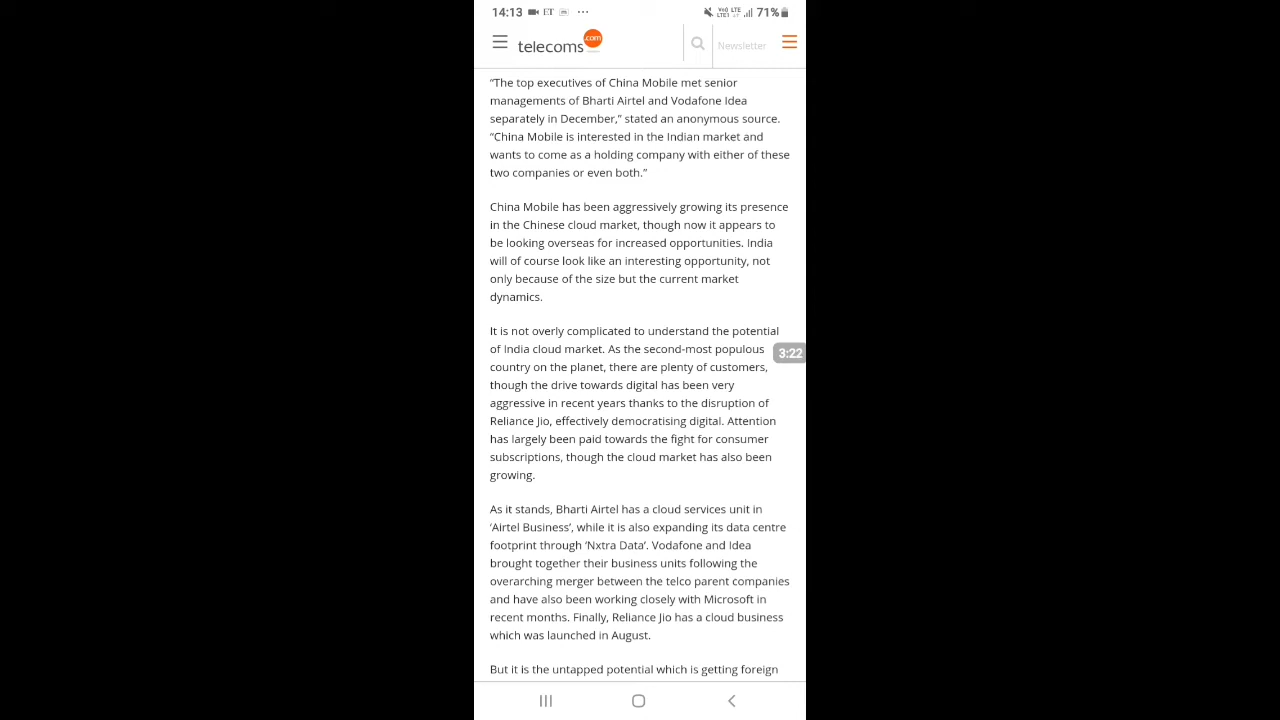 14:13 ET ... VoD LTE LTE1 71%
telecoms .com Newsletter
“The top executives of China Mobile met senior
managements of Bharti Airtel and Vodafone Idea
separately in December,” stated an anonymous source.
“China Mobile is interested in the Indian market and
wants to come as a holding company with either of these
two companies or even both.”
China Mobile has been aggressively growing its presence
in the Chinese cloud market, though now it appears to
be looking overseas for increased opportunities. India
will of course look like an interesting opportunity, not
only because of the size but the current market
dynamics.
It is not overly complicated to understand the potential
of India cloud market. As the second-most populous
3:22
country on the planet, there are plenty of customers,
though the drive towards digital has been very
aggressive in recent years thanks to the disruption of
Reliance Jio, effectively democratising digital. Attention
has largely been paid towards the fight for consumer
subscriptions, though the cloud market has also been
growing.
As it stands, Bharti Airtel has a cloud services unit in
‘Airtel Business’, while it is also expanding its data centre
footprint through ‘Nxtra Data’. Vodafone and Idea
brought together their business units following the
overarching merger between the telco parent companies
and have also been working closely with Microsoft in
recent months. Finally, Reliance Jio has a cloud business
which was launched in August.
But it is the untapped potential which is getting foreign